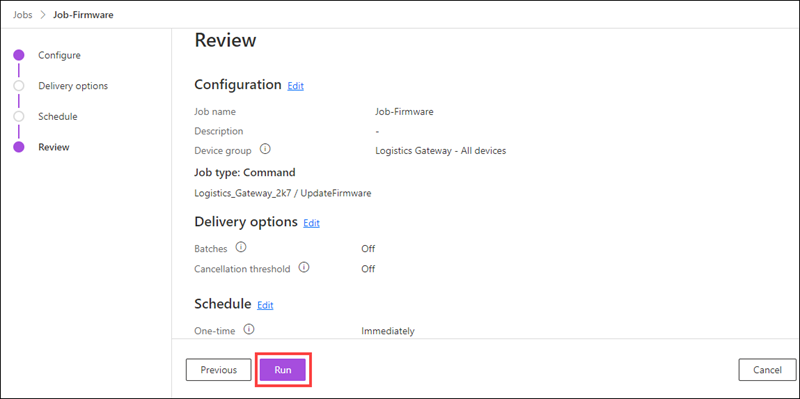 Jobs > Job-Firmware
Configure
Delivery options
Schedule
Review
Review
Configuration Edit
Job name Job-Firmware
Description -
Device group Logistics Gateway - All devices
Job type: Command
Logistics_Gateway_2k7 / UpdateFirmware
Delivery options Edit
Batches Off
Cancellation threshold Off
Schedule Edit
One-time Immediately
Previous Run Cancel